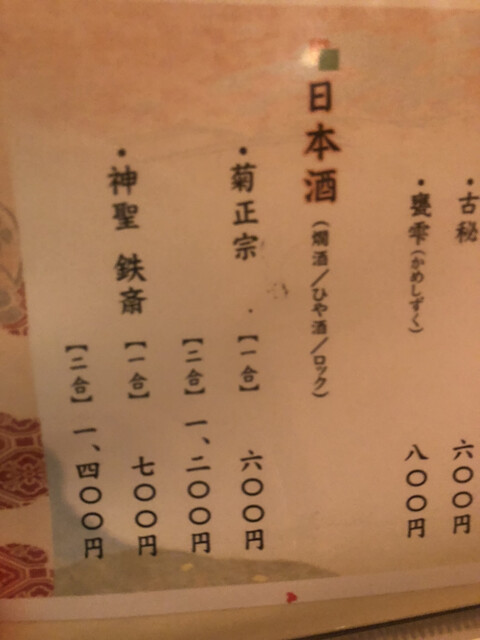 ・古秘 六〇〇円
・甕雫（かめしずく） 八〇〇円
日本酒（燗酒／ひや酒／ロック）
・菊正宗 【一合】 六〇〇円
【二合】 一、二〇〇円
・神聖 鉄斎 【一合】 七〇〇円
【二合】 一、四〇〇円